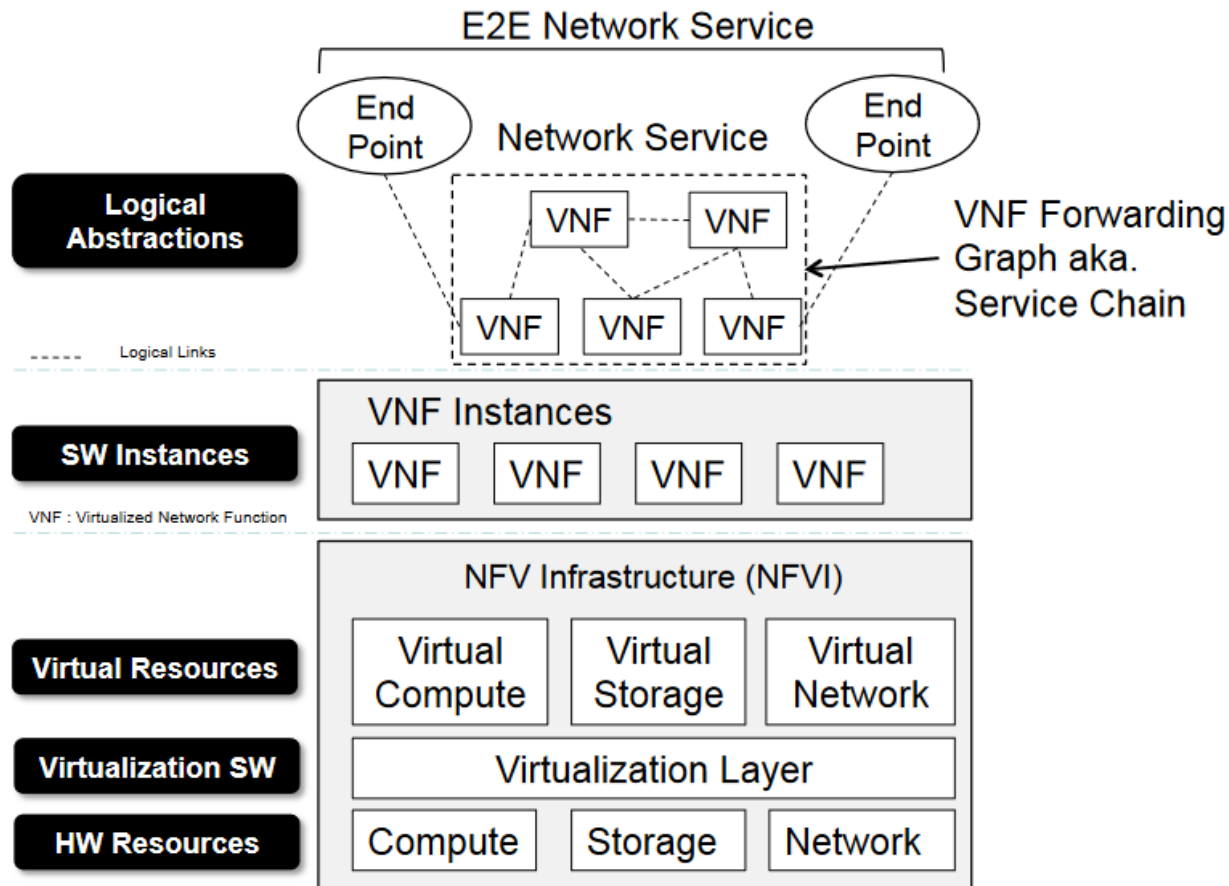 E2E Network Service
End
Point
End
Point
Network Service
Logical
Abstractions
VNF
VNF
VNF
VNF
VNF
VNF Forwarding
Graph aka.
Service Chain
Logical Links
VNF Instances
SW Instances
VNF
VNF
VNF
VNF
VNF : Virtualized Network Function
NFV Infrastructure (NFVI)
Virtual Resources
Virtual
Compute
Virtual
Storage
Virtual
Network
Virtualization SW
Virtualization Layer
HW Resources
Compute
Storage
Network